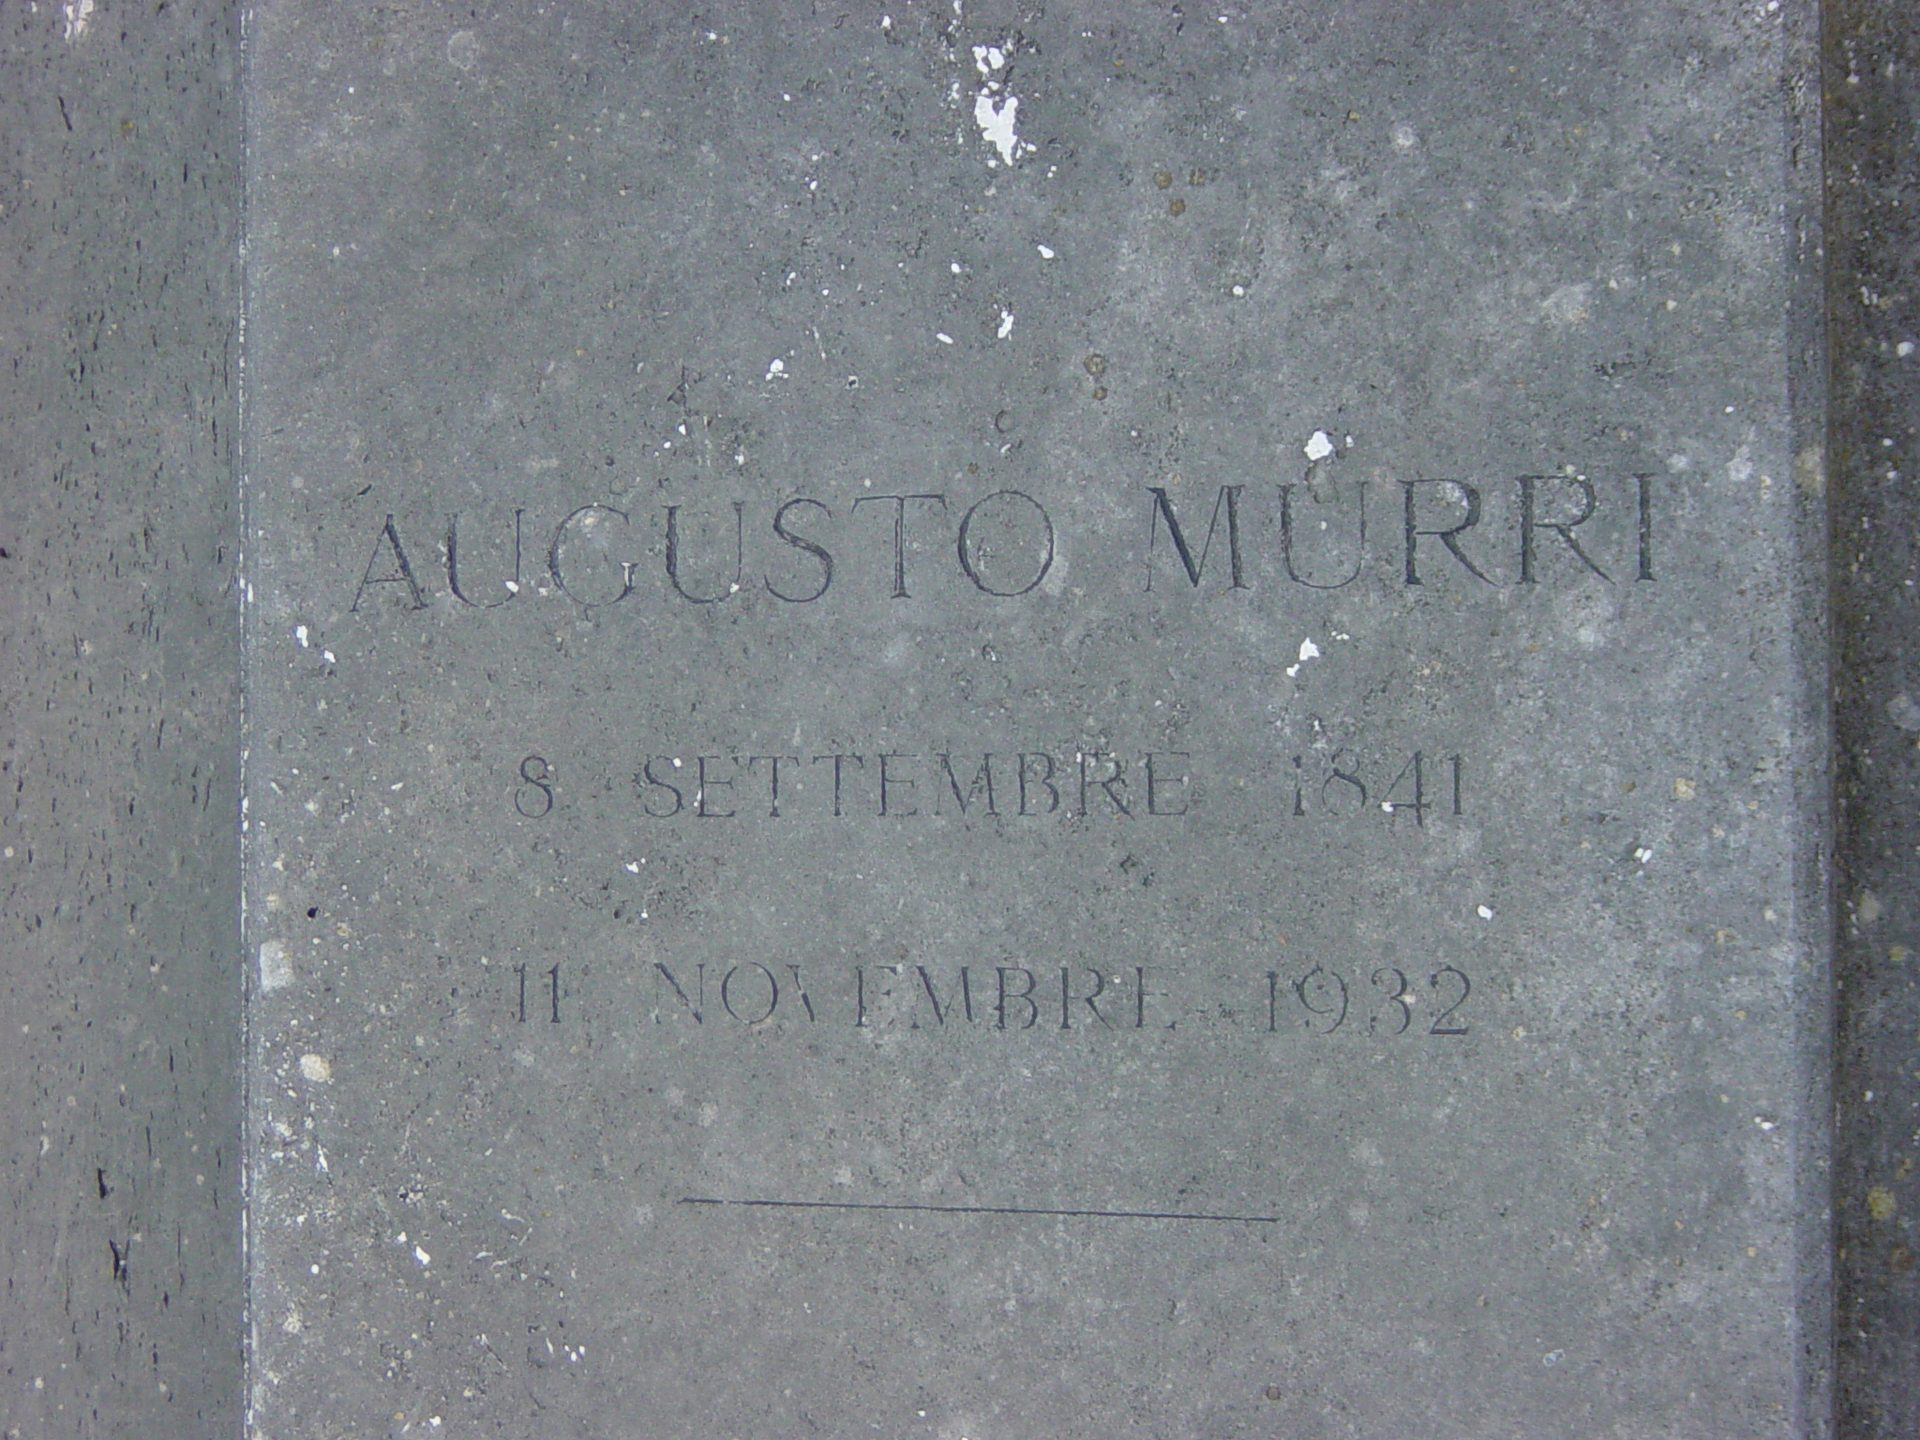 AUGUSTO MURRI
8 SETTEMBRE 1841
11 NOVEMBRE 1932